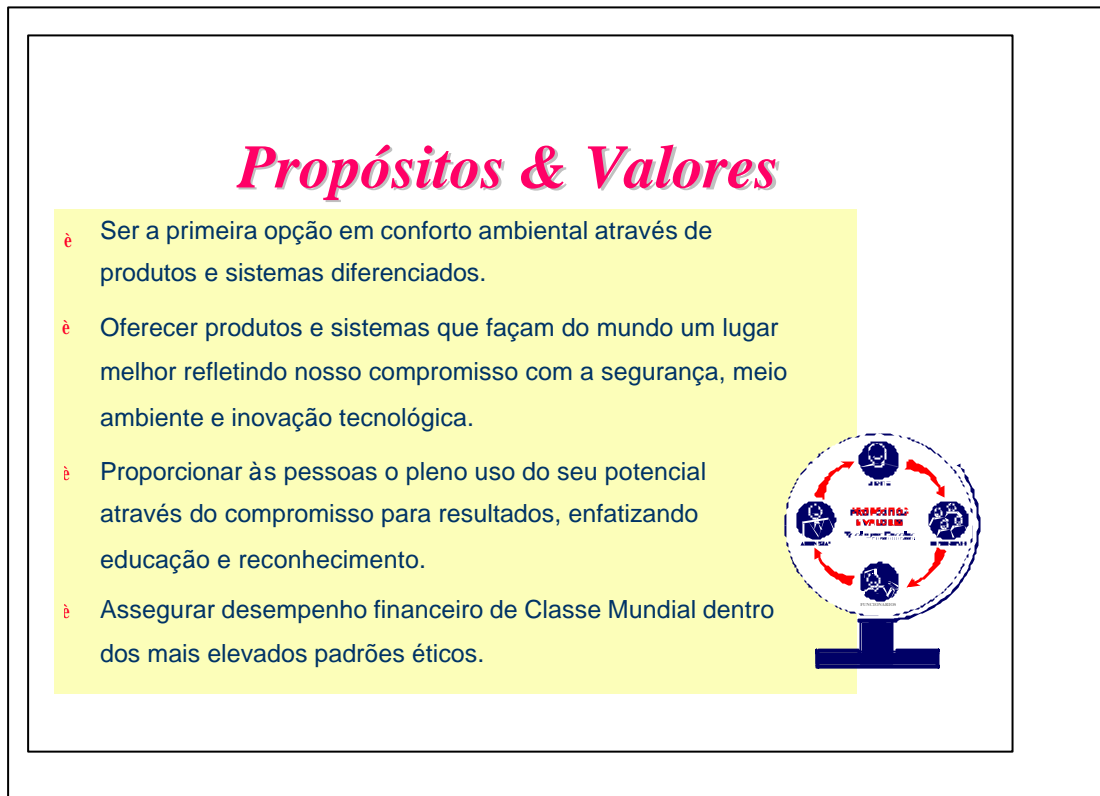 Propósitos & Valores
è Ser a primeira opção em conforto ambiental através de
produtos e sistemas diferenciados.
è Oferecer produtos e sistemas que façam do mundo um lugar
melhor refletindo nosso compromisso com a segurança, meio
ambiente e inovação tecnológica.
è Proporcionar às pessoas o pleno uso do seu potencial
através do compromisso para resultados, enfatizando
educação e reconhecimento.
è Assegurar desempenho financeiro de Classe Mundial dentro
dos mais elevados padrões éticos.
PROPÓSITOS
& VALORES
FUNCIONÁRIOS